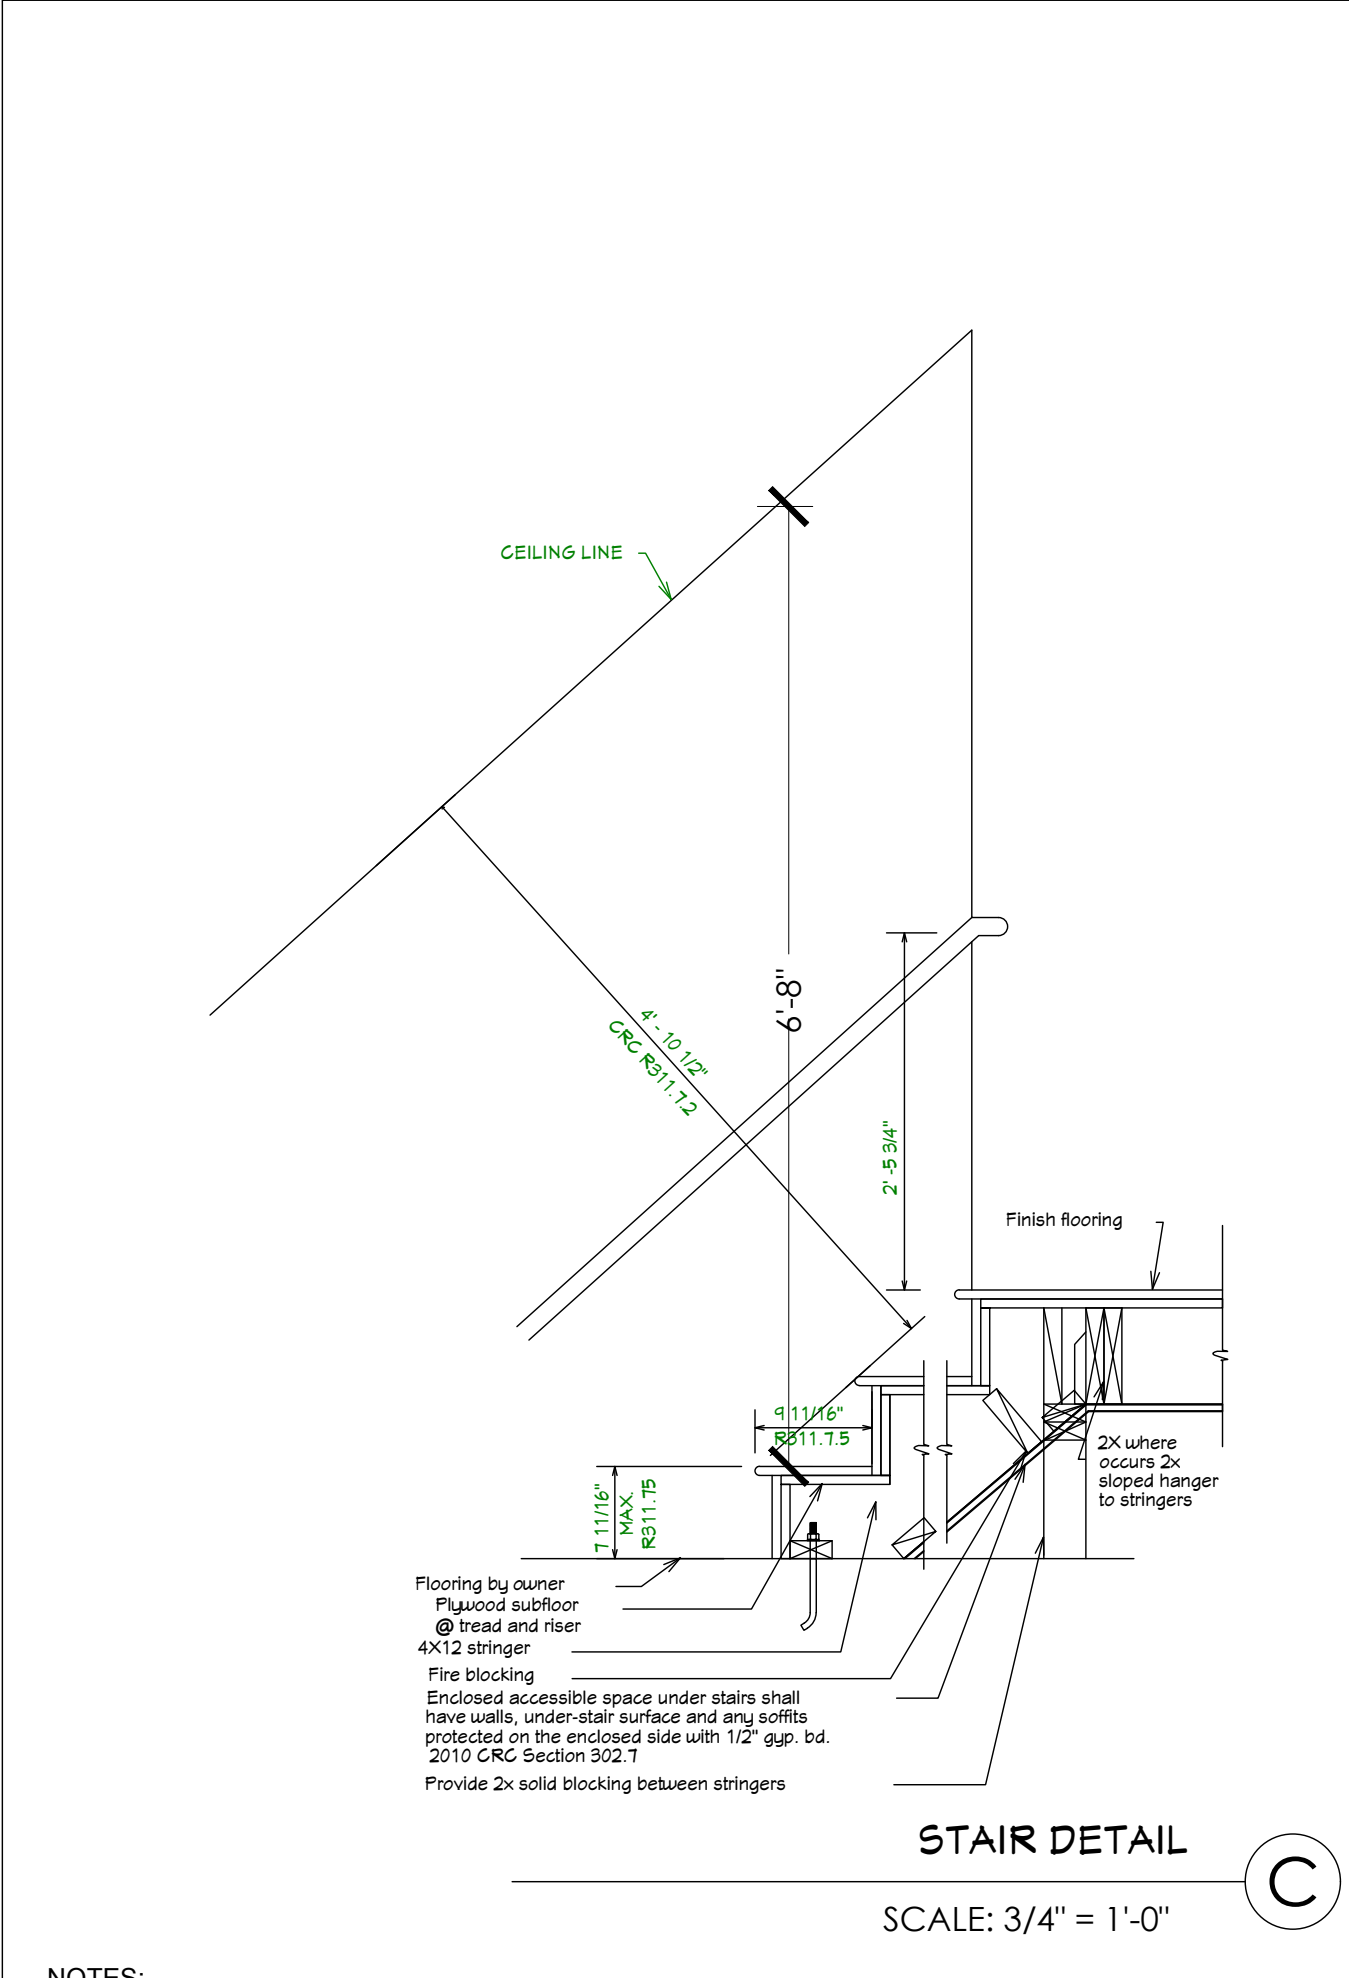 CEILING LINE
6'-8"
4' - 10 1/2"
CRC R311.7.2
2' -5 3/4"
Finish flooring
9 11/16"
R311.7.5
7 11/16"
MAX.
R311.75
2X where
occurs 2x
sloped hanger
to stringers
Flooring by owner
Plywood subfloor
@ tread and riser
4X12 stringer
Fire blocking
Enclosed accessible space under stairs shall
have walls, under-stair surface and any soffits
protected on the enclosed side with 1/2" gyp. bd.
2010 CRC Section 302.7
Provide 2x solid blocking between stringers
STAIR DETAIL
C
SCALE: 3/4" = 1'-0"
NOTES: